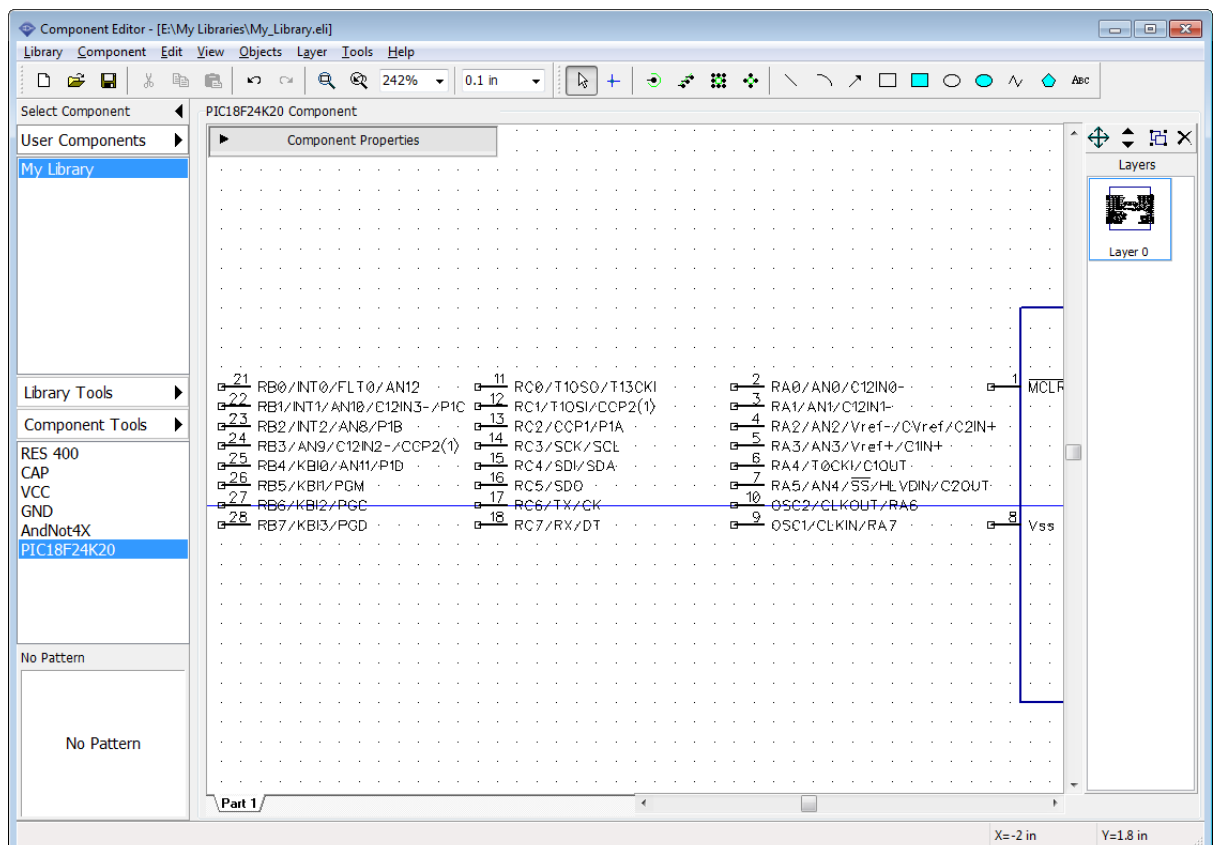 Component Editor - [E:\My Libraries\My_Library.eli]
Library Component Edit View Objects Layer Tools Help
242% 0.1 in ABC
Select Component
PIC18F24K20 Component
User Components
Component Properties
My Library
Layers
Layer 0
Library Tools
Component Tools
RES 400
CAP
VCC
GND
AndNot4X
PIC18F24K20
No Pattern
No Pattern
21 RB0/INT0/FLT0/AN12 11 RC0/T1OSO/T13CKI 2 RA0/AN0/C12IN0- 1 MCLR
22 RB1/INT1/AN10/C12IN3-/P1C 12 RC1/T1OSI/CCP2(1) 3 RA1/AN1/C12IN1-
23 RB2/INT2/AN8/P1B 13 RC2/CCP1/P1A 4 RA2/AN2/Vref-/CVref/C2IN+
24 RB3/AN9/C12IN2-/CCP2(1) 14 RC3/SCK/SCL 5 RA3/AN3/Vref+/C1IN+
25 RB4/KBI0/AN11/P1D 15 RC4/SDI/SDA 6 RA4/T0CKI/C1OUT
26 RB5/KBI1/PGM 16 RC5/SDO 7 RA5/AN4/SS/HLVDIN/C2OUT
27 RB6/KBI2/PGC 17 RC6/TX/CK 10 OSC2/CLKOUT/RA6
28 RB7/KBI3/PGD 18 RC7/RX/DT 9 OSC1/CLKIN/RA7 8 Vss
Part 1
X=-2 in Y=1.8 in